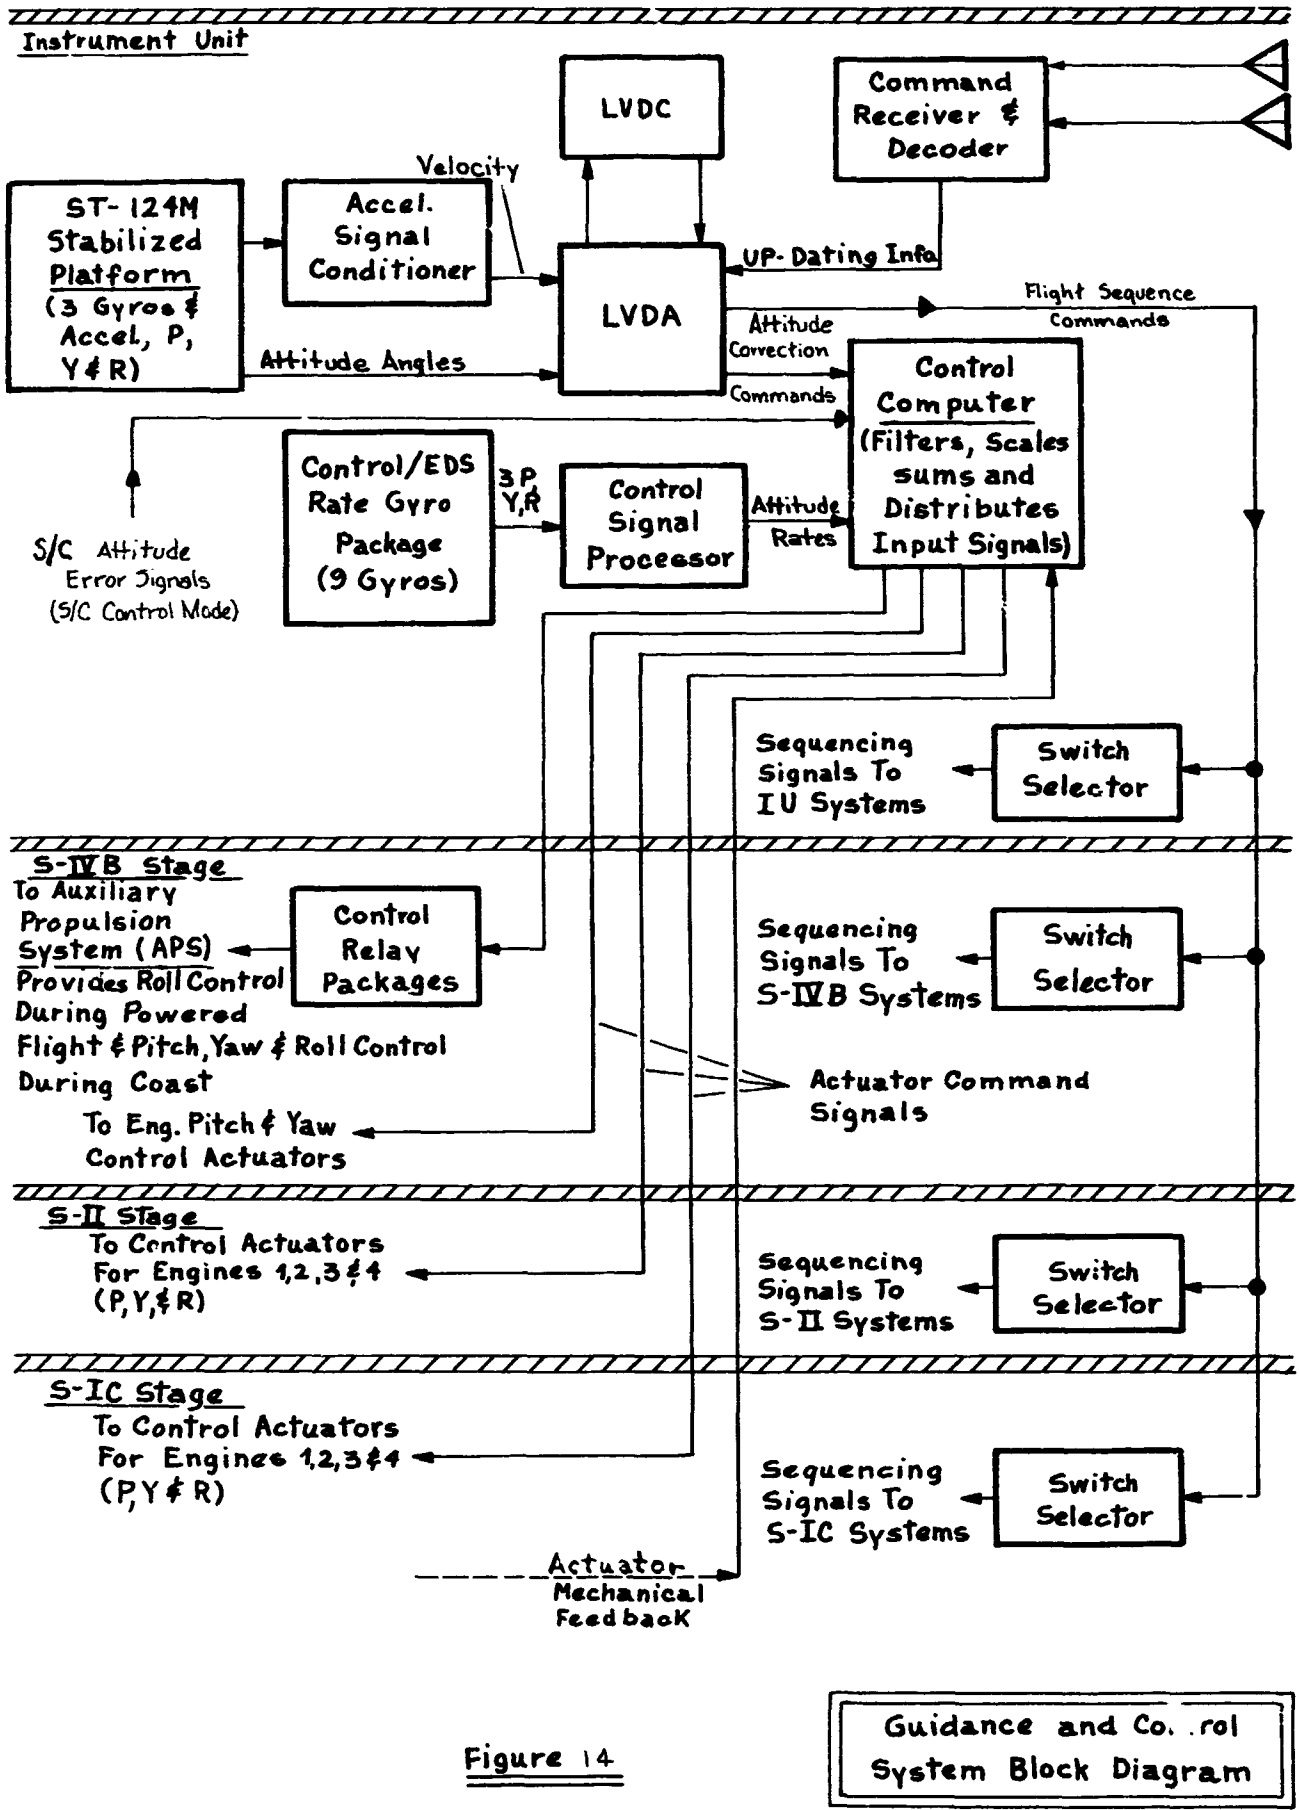 Instrument Unit
LVDC
Command
Receiver &
Decoder
Velocity
ST-124M
Stabilized
Platform
(3 Gyros &
Accel., P,
Y & R)
Accel.
Signal
Conditioner
LVDA
UP-Dating Info
Flight Sequence
Commands
Attitude
Correction
Commands
Attitude Angles
Control
Computer
(Filters, Scales
sums and
Distributes
Input Signals)
Control/EDS
Rate Gyro
Package
(9 Gyros)
3 P,
Y,R
Control
Signal
Processor
Attitude
Rates
S/C Attitude
Error Signals
(S/C Control Mode)
Sequencing
Signals To
IU Systems
Switch
Selector
S-IVB Stage
To Auxiliary
Propulsion
System (APS)
Provides Roll Control
During Powered
Flight & Pitch, Yaw & Roll Control
During Coast
Control
Relay
Packages
Sequencing
Signals To
S-IVB Systems
Switch
Selector
Actuator Command
Signals
To Eng. Pitch & Yaw
Control Actuators
S-II Stage
To Control Actuators
For Engines 1,2,3 & 4
(P,Y,& R)
Sequencing
Signals To
S-II Systems
Switch
Selector
S-IC Stage
To Control Actuators
For Engines 1,2,3 & 4
(P,Y & R)
Sequencing
Signals To
S-IC Systems
Switch
Selector
Actuator
Mechanical
Feedback
Figure 14
Guidance and Co. .rol
System Block Diagram